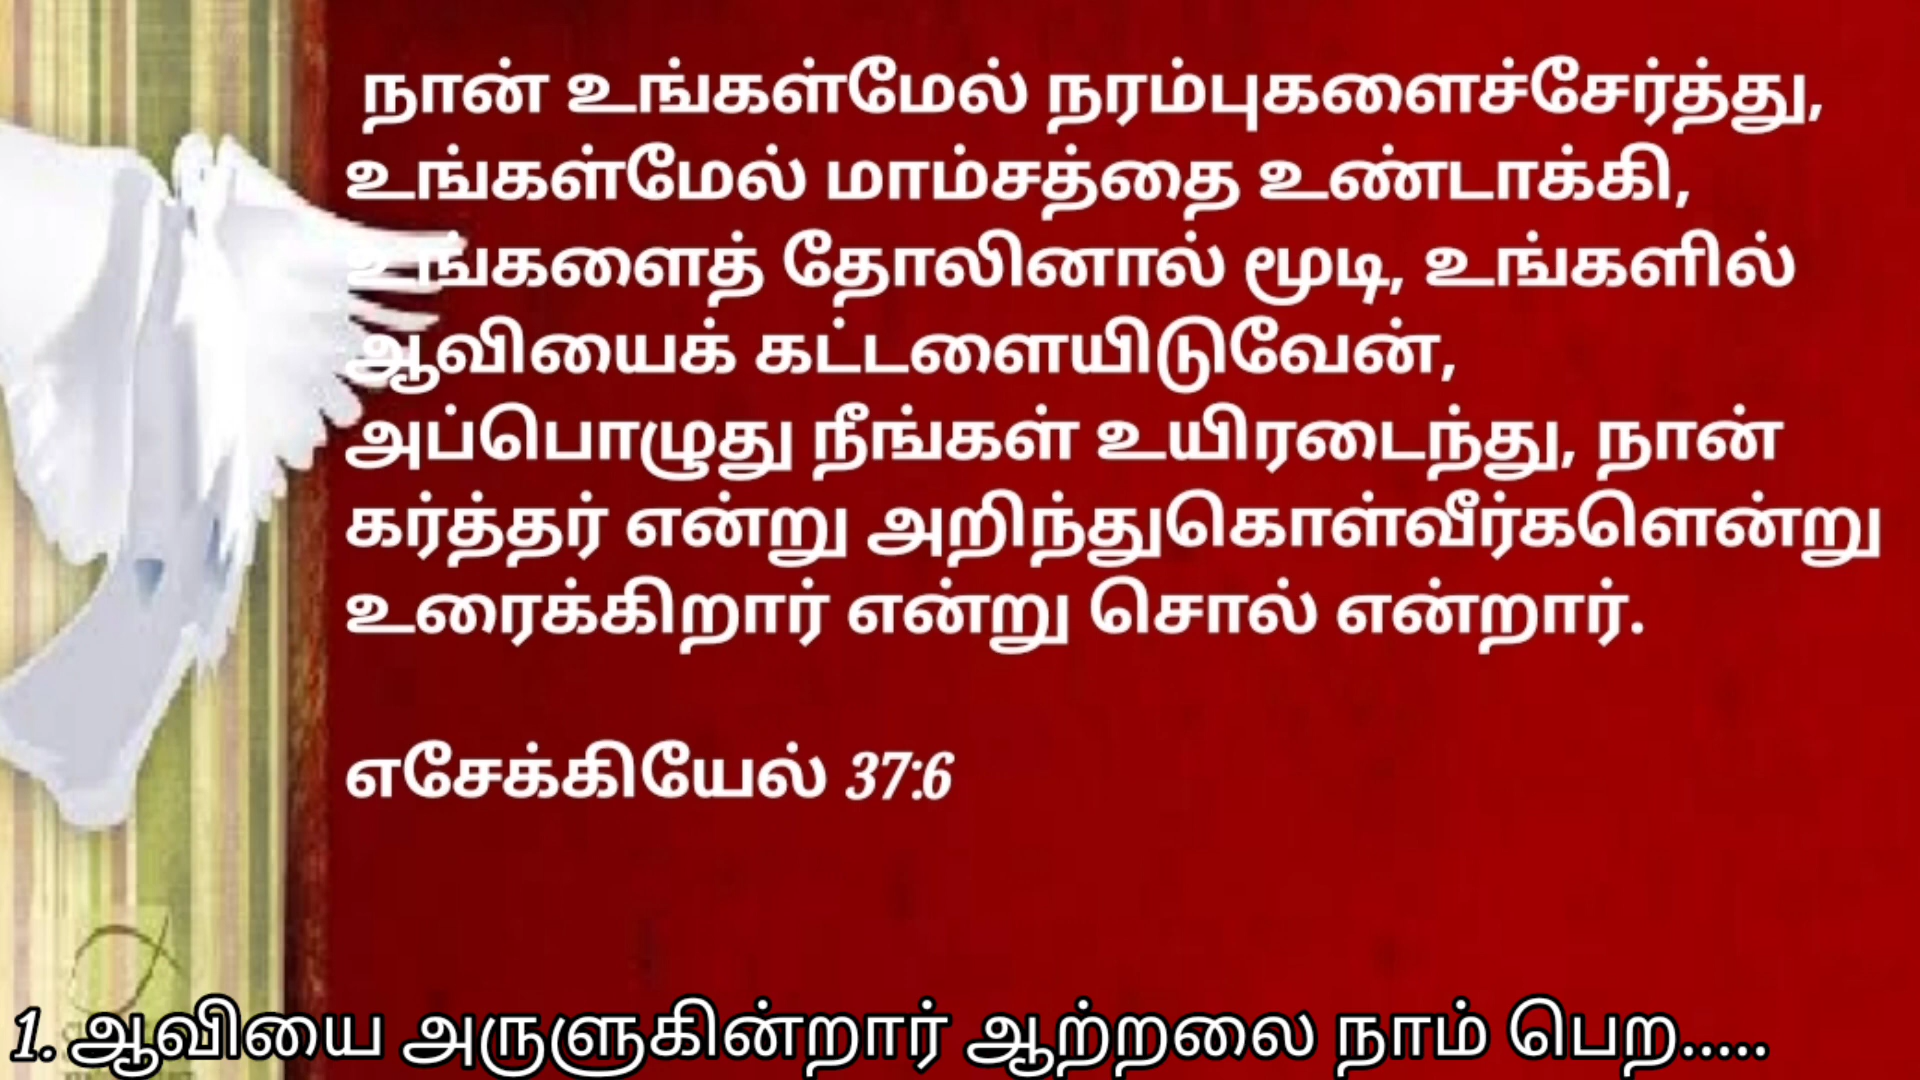 நான் உங்கள்மேல் நரம்புகளைச்சேர்த்து,
உங்கள்மேல் மாம்சத்தை உண்டாக்கி,
உங்களைத் தோலினால் மூடி, உங்களில்
ஆவியைக் கட்டளையிடுவேன்,
அப்பொழுது நீங்கள் உயிரடைந்து, நான்
கர்த்தர் என்று அறிந்துகொள்வீர்களென்று
உரைக்கிறார் என்று சொல் என்றார்.
எசேக்கியேல் 37:6
1. ஆவியை அருளுகின்றார் ஆற்றலை நாம் பெற.....